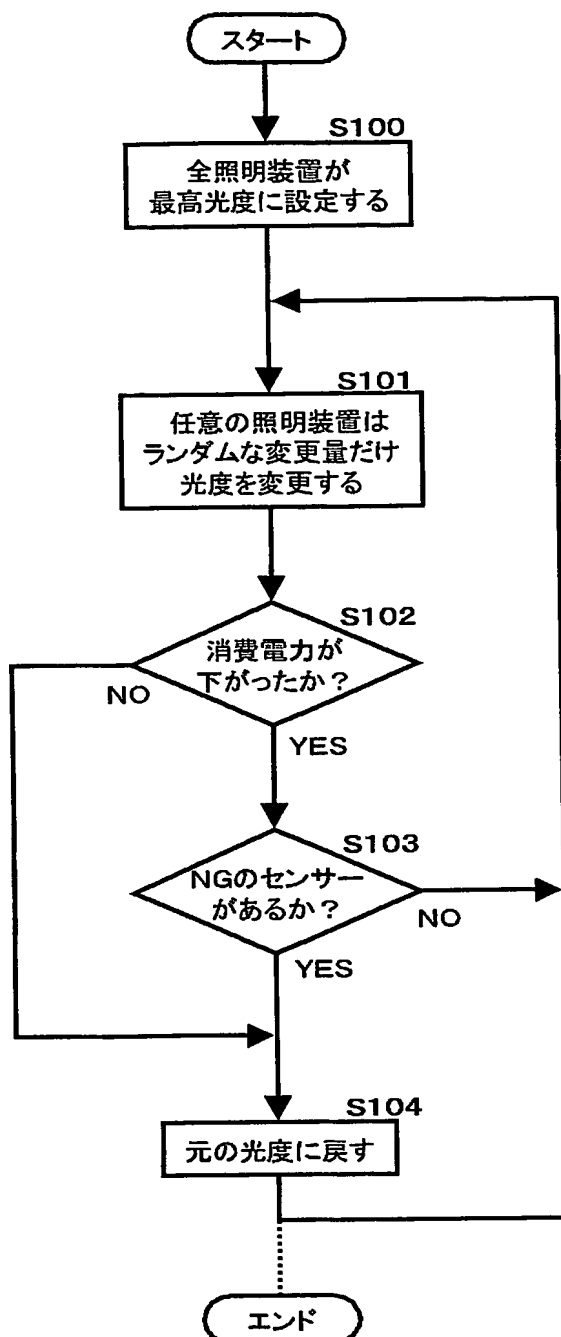 スタート
S100
全照明装置が
最高光度に設定する
S101
任意の照明装置は
ランダムな変更量だけ
光度を変更する
S102
消費電力が
下がったか？
NO
YES
S103
NGのセンサー
があるか？
NO
YES
S104
元の光度に戻す
エンド